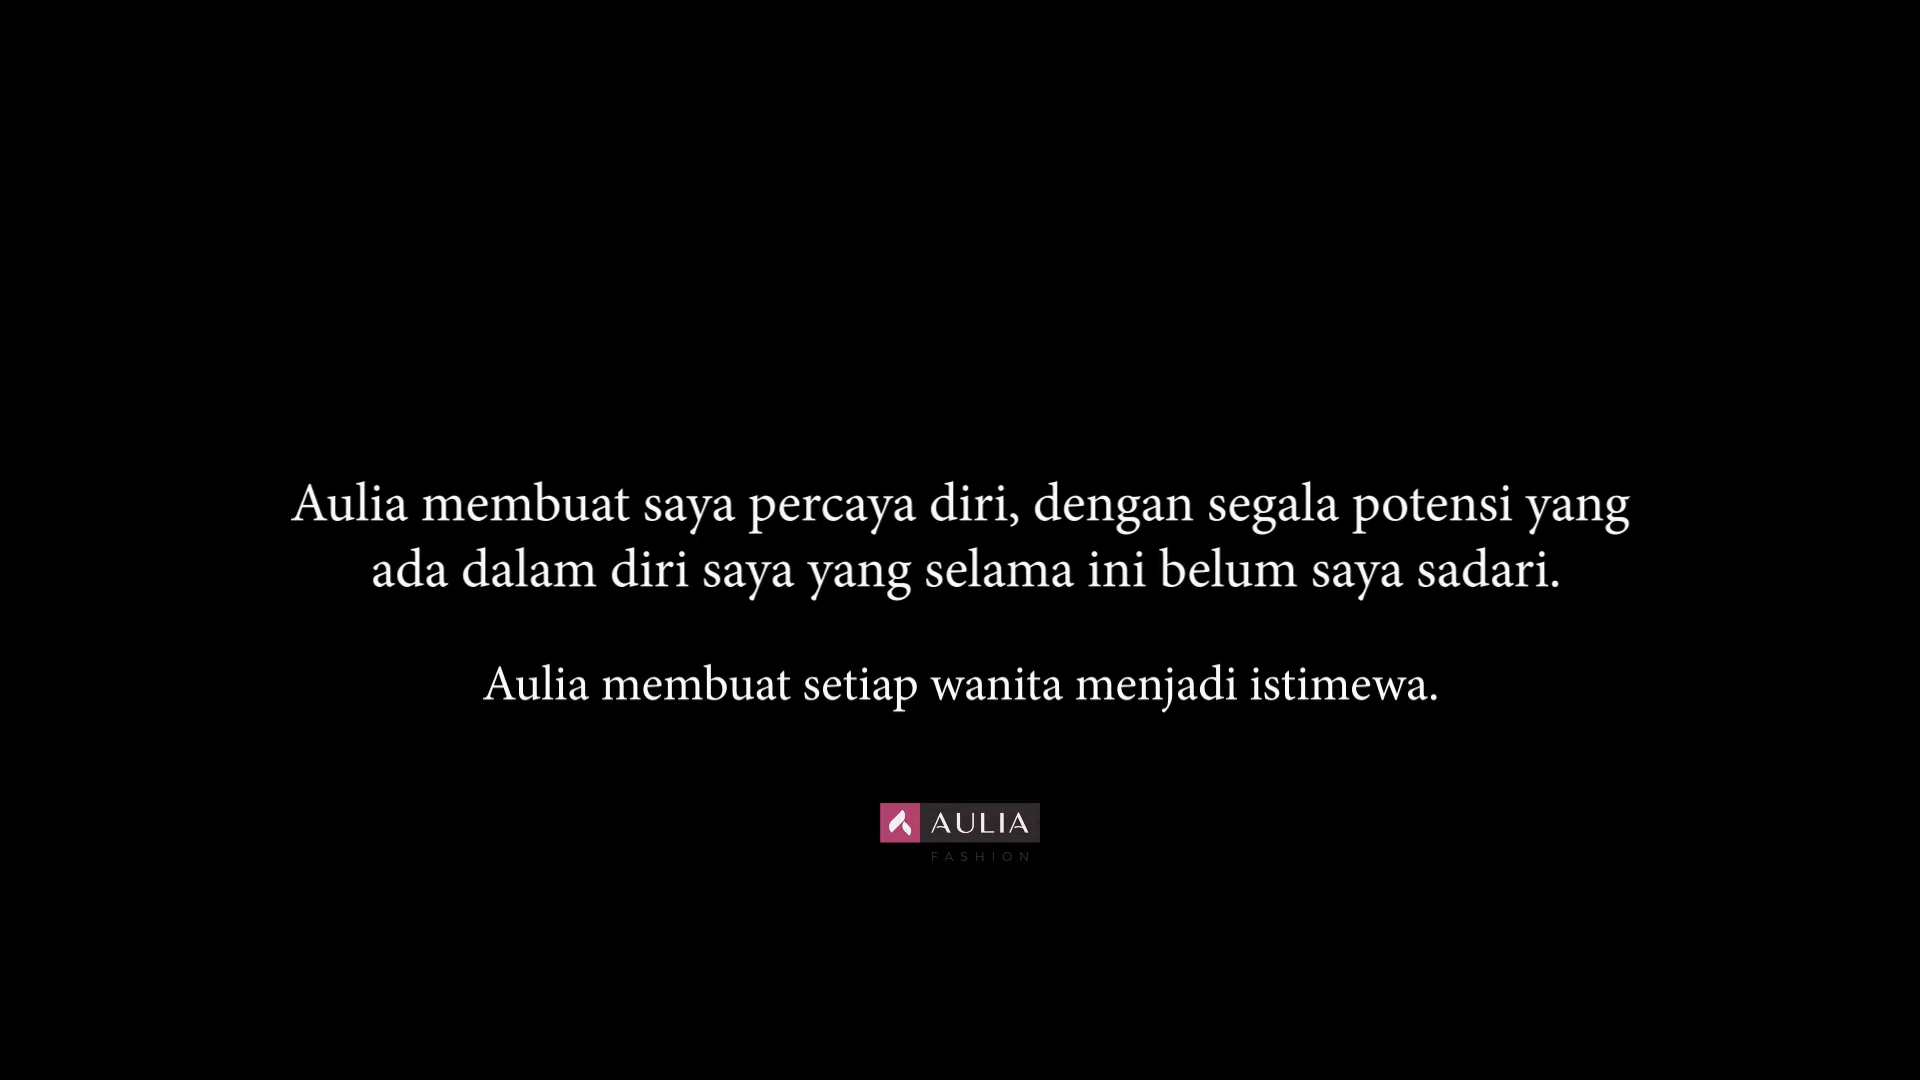 Aulia membuat saya percaya diri, dengan segala potensi yang
ada dalam diri saya yang selama ini belum saya sadari.
Aulia membuat setiap wanita menjadi istimewa.
AULIA
FASHION